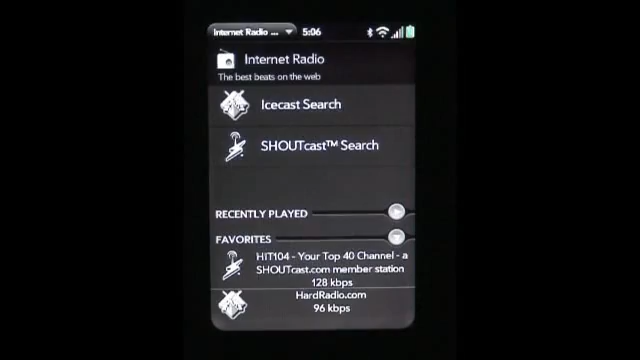 Internet Radio ... 5:06
Internet Radio
The best beats on the web
Icecast Search
SHOUTcast™ Search
RECENTLY PLAYED
FAVORITES
HIT104 - Your Top 40 Channel - a
SHOUTcast.com member station
128 kbps
HardRadio.com
96 kbps